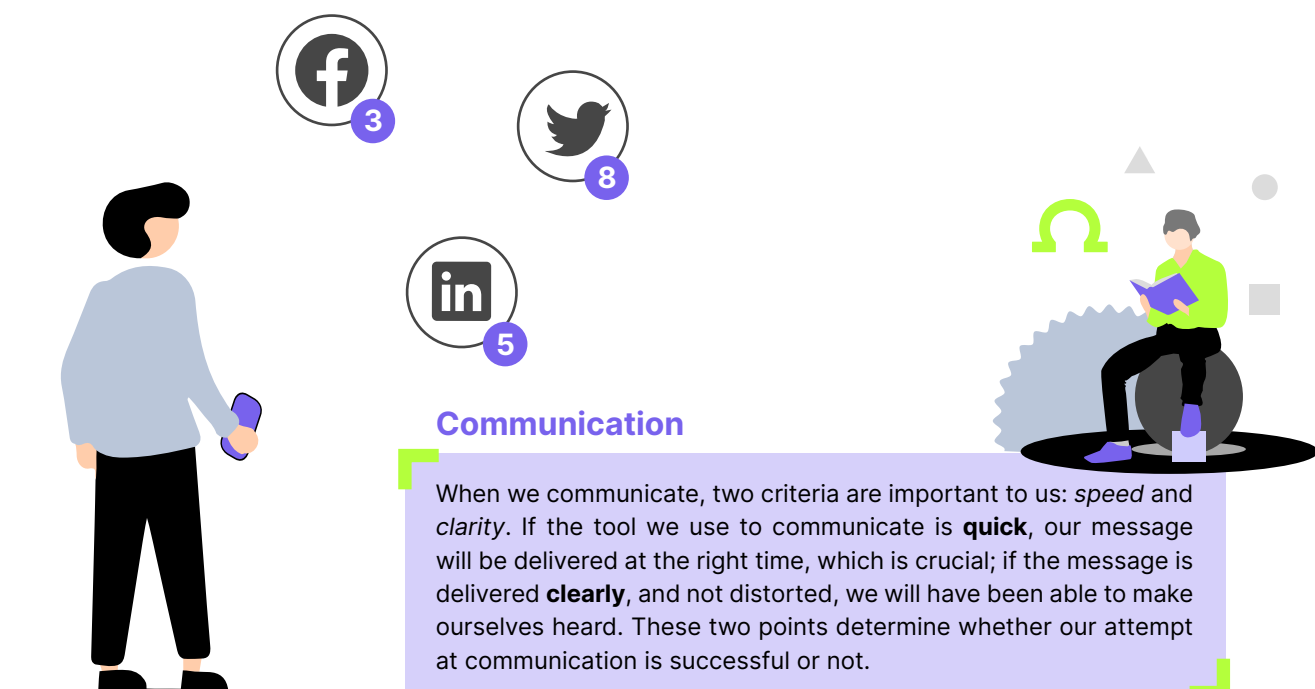 3
8
in
5
Ω
Communication
When we communicate, two criteria are important to us: speed and
clarity. If the tool we use to communicate is quick, our message
will be delivered at the right time, which is crucial; if the message is
delivered clearly, and not distorted, we will have been able to make
ourselves heard. These two points determine whether our attempt
at communication is successful or not.